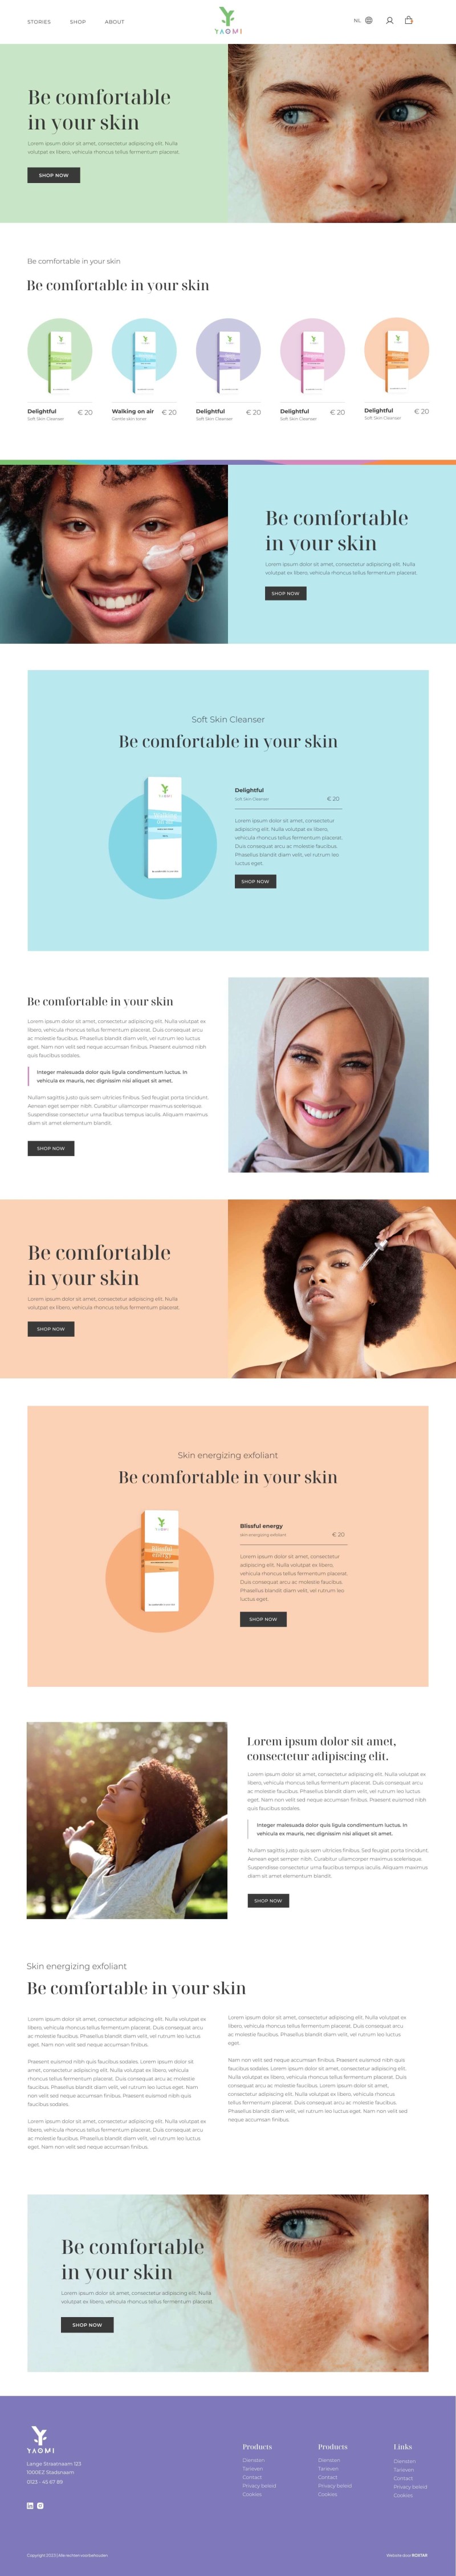 STORIES SHOP ABOUT
YAOMI
NL
Be comfortable
in your skin
Lorem ipsum dolor sit amet, consectetur adipiscing elit. Nulla
volutpat ex libero, vehicula rhoncus tellus fermentum placerat.
SHOP NOW
Be comfortable in your skin
Be comfortable in your skin
Delightful € 20
Soft Skin Cleanser
Walking on air € 20
Gentle skin toner
Delightful € 20
Soft Skin Cleanser
Delightful € 20
Soft Skin Cleanser
Delightful € 20
Soft Skin Cleanser
Be comfortable
in your skin
Lorem ipsum dolor sit amet, consectetur adipiscing elit. Nulla
volutpat ex libero, vehicula rhoncus tellus fermentum placerat.
SHOP NOW
Soft Skin Cleanser
Be comfortable in your skin
YAOMI
Delightful
Soft Skin Cleanser € 20
Lorem ipsum dolor sit amet, consectetur
adipiscing elit. Nulla volutpat ex libero,
vehicula rhoncus tellus fermentum placerat.
Duis consequat arcu ac molestie faucibus.
Phasellus blandit diam velit, vel rutrum leo
luctus eget.
SHOP NOW
Be comfortable in your skin
Lorem ipsum dolor sit amet, consectetur adipiscing elit. Nulla volutpat ex
libero, vehicula rhoncus tellus fermentum placerat. Duis consequat arcu
ac molestie faucibus. Phasellus blandit diam velit, vel rutrum leo luctus
eget. Nam non velit sed neque accumsan finibus. Praesent euismod nibh
quis faucibus sodales.
Integer malesuada dolor quis ligula condimentum luctus. In
vehicula ex mauris, nec dignissim nisi aliquet sit amet.
Nullam sagittis justo quis sem ultricies finibus. Sed feugiat porta tincidunt.
Aenean eget semper nibh. Curabitur ullamcorper maximus scelerisque.
Suspendisse consectetur urna faucibus tempus iaculis. Aliquam maximus
diam sit amet elementum blandit.
SHOP NOW
Be comfortable
in your skin
Lorem ipsum dolor sit amet, consectetur adipiscing elit. Nulla
volutpat ex libero, vehicula rhoncus tellus fermentum placerat.
SHOP NOW
Skin energizing exfoliant
Be comfortable in your skin
YAOMI
Blissful
energy
Blissful energy
skin energizing exfoliant € 20
Lorem ipsum dolor sit amet, consectetur
adipiscing elit. Nulla volutpat ex libero,
vehicula rhoncus tellus fermentum placerat.
Duis consequat arcu ac molestie faucibus.
Phasellus blandit diam velit, vel rutrum leo
luctus eget.
SHOP NOW
Lorem ipsum dolor sit amet,
consectetur adipiscing elit.
Lorem ipsum dolor sit amet, consectetur adipiscing elit. Nulla volutpat ex
libero, vehicula rhoncus tellus fermentum placerat. Duis consequat arcu
ac molestie faucibus. Phasellus blandit diam velit, vel rutrum leo luctus
eget. Nam non velit sed neque accumsan finibus. Praesent euismod nibh
quis faucibus sodales.
Integer malesuada dolor quis ligula condimentum luctus. In
vehicula ex mauris, nec dignissim nisi aliquet sit amet.
Nullam sagittis justo quis sem ultricies finibus. Sed feugiat porta tincidunt.
Aenean eget semper nibh. Curabitur ullamcorper maximus scelerisque.
Suspendisse consectetur urna faucibus tempus iaculis. Aliquam maximus
diam sit amet elementum blandit.
SHOP NOW
Skin energizing exfoliant
Be comfortable in your skin
Lorem ipsum dolor sit amet, consectetur adipiscing elit. Nulla volutpat ex
libero, vehicula rhoncus tellus fermentum placerat. Duis consequat arcu
ac molestie faucibus. Phasellus blandit diam velit, vel rutrum leo luctus
eget. Nam non velit sed neque accumsan finibus.
Praesent euismod nibh quis faucibus sodales. Lorem ipsum dolor sit
amet, consectetur adipiscing elit. Nulla volutpat ex libero, vehicula
rhoncus tellus fermentum placerat. Duis consequat arcu ac molestie
faucibus. Phasellus blandit diam velit, vel rutrum leo luctus eget. Nam
non velit sed neque accumsan finibus. Praesent euismod nibh quis
faucibus sodales.
Lorem ipsum dolor sit amet, consectetur adipiscing elit. Nulla volutpat ex
libero, vehicula rhoncus tellus fermentum placerat. Duis consequat arcu
ac molestie faucibus. Phasellus blandit diam velit, vel rutrum leo luctus
eget. Nam non velit sed neque accumsan finibus.
Lorem ipsum dolor sit amet, consectetur adipiscing elit. Nulla volutpat ex
libero, vehicula rhoncus tellus fermentum placerat. Duis consequat arcu
ac molestie faucibus. Phasellus blandit diam velit, vel rutrum leo luctus
eget.
Nam non velit sed neque accumsan finibus. Praesent euismod nibh quis
faucibus sodales. Lorem ipsum dolor sit amet, consectetur adipiscing elit.
Nulla volutpat ex libero, vehicula rhoncus tellus fermentum placerat. Duis
consequat arcu ac molestie faucibus. Lorem ipsum dolor sit amet,
consectetur adipiscing elit. Nulla volutpat ex libero, vehicula rhoncus
tellus fermentum placerat. Duis consequat arcu ac molestie faucibus.
Phasellus blandit diam velit, vel rutrum leo luctus eget. Nam non velit sed
neque accumsan finibus.
Be comfortable
in your skin
Lorem ipsum dolor sit amet, consectetur adipiscing elit. Nulla
volutpat ex libero, vehicula rhoncus tellus fermentum placerat.
SHOP NOW
YAOMI
Lange Straatnaam 123
1000EZ Stadsnaam
0123 - 45 67 89
Products
Diensten
Tarieven
Contact
Privacy beleid
Cookies
Products
Diensten
Tarieven
Contact
Privacy beleid
Cookies
Links
Diensten
Tarieven
Contact
Privacy beleid
Cookies
Website door